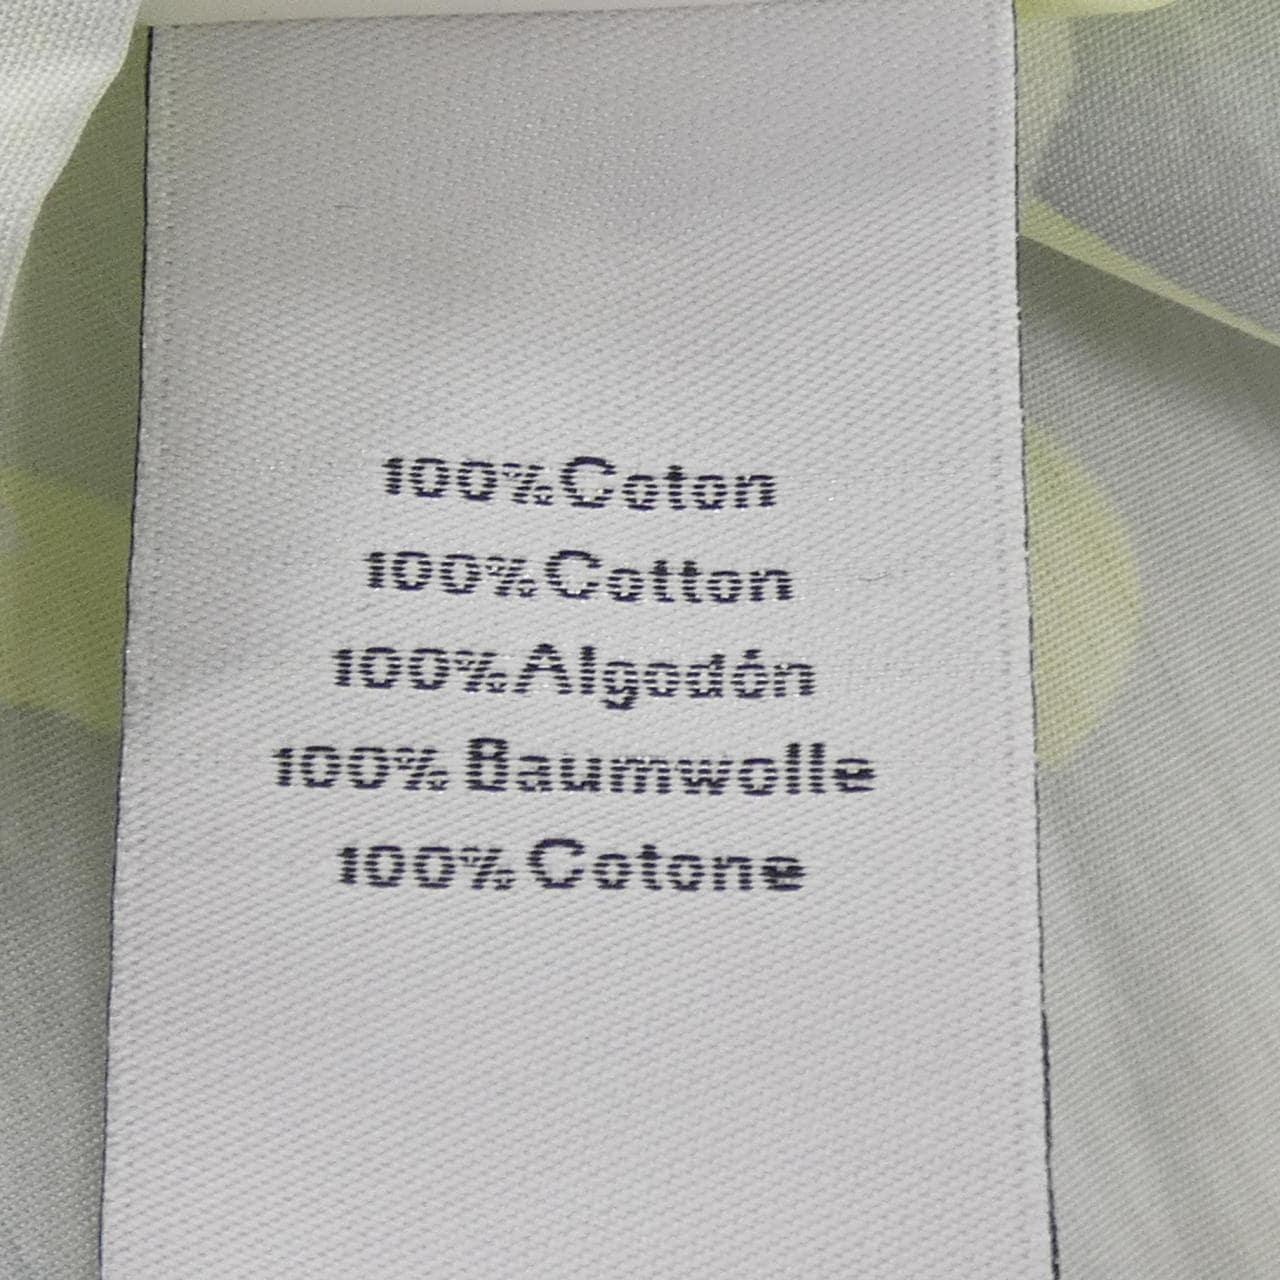 100% Coton
100% Cotton
100% Algodón
100% Baumwolle
100% Cotone